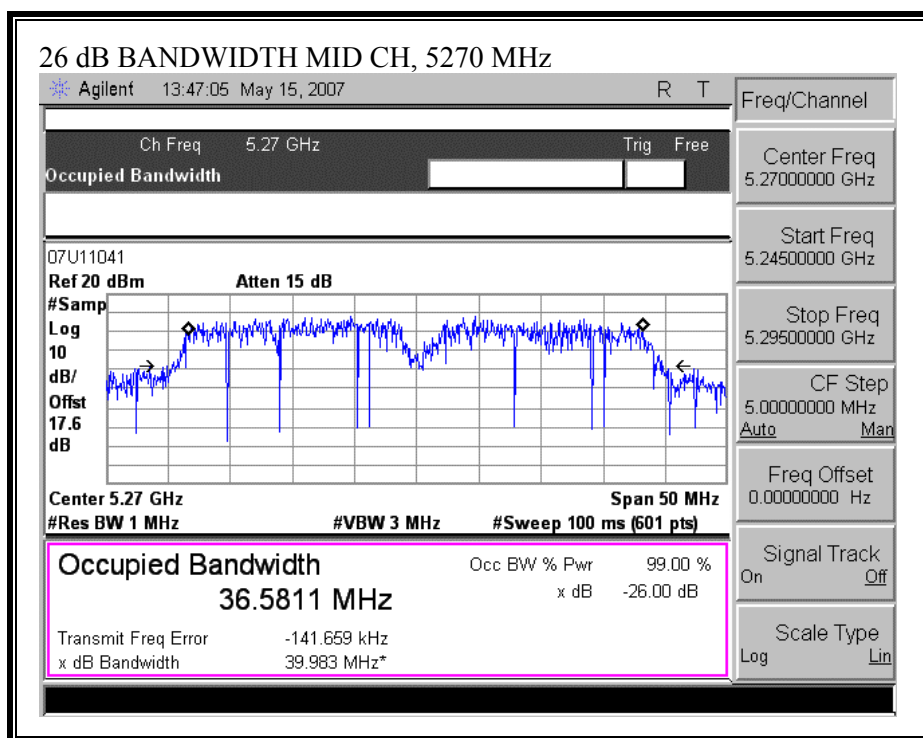 26 dB BANDWIDTH MID CH, 5270 MHz
Agilent 13:47:05 May 15, 2007 R T
Freq/Channel
Ch Freq 5.27 GHz Trig Free
Occupied Bandwidth
Center Freq
5.27000000 GHz
Start Freq
5.24500000 GHz
Stop Freq
5.29500000 GHz
CF Step
5.00000000 MHz
Auto Man
Freq Offset
0.00000000 Hz
Signal Track
On Off
Scale Type
Log Lin
07U11041
Ref 20 dBm Atten 15 dB
#Samp
Log
10
dB/
Offst
17.6
dB
Center 5.27 GHz Span 50 MHz
#Res BW 1 MHz #VBW 3 MHz #Sweep 100 ms (601 pts)
Occupied Bandwidth Occ BW % Pwr 99.00 %
36.5811 MHz x dB -26.00 dB
Transmit Freq Error -141.659 kHz
x dB Bandwidth 39.983 MHz*